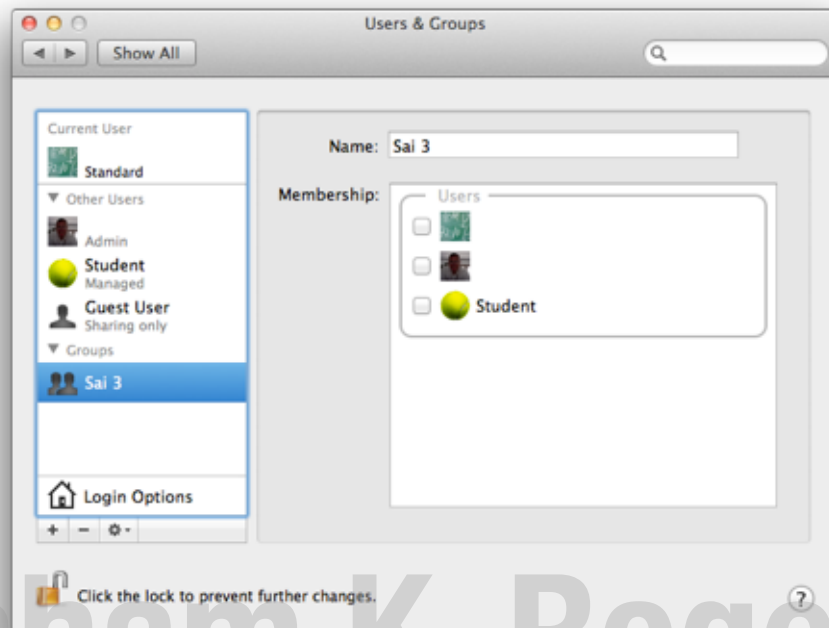 Users & Groups
Show All
Current User
Standard
Other Users
Admin
Student
Managed
Guest User
Sharing only
Groups
Sai 3
Login Options
Name: Sai 3
Membership:
Users
Student
Click the lock to prevent further changes.
?